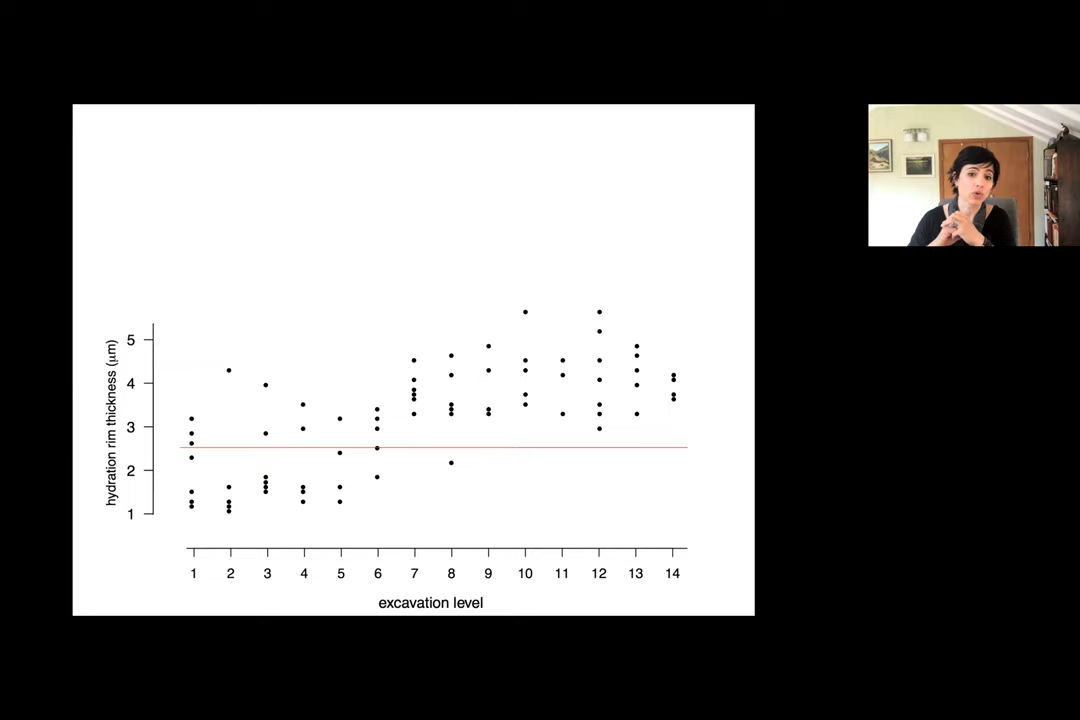 hydration rim thickness (μm)
5
4
3
2
1
1 2 3 4 5 6 7 8 9 10 11 12 13 14
excavation level